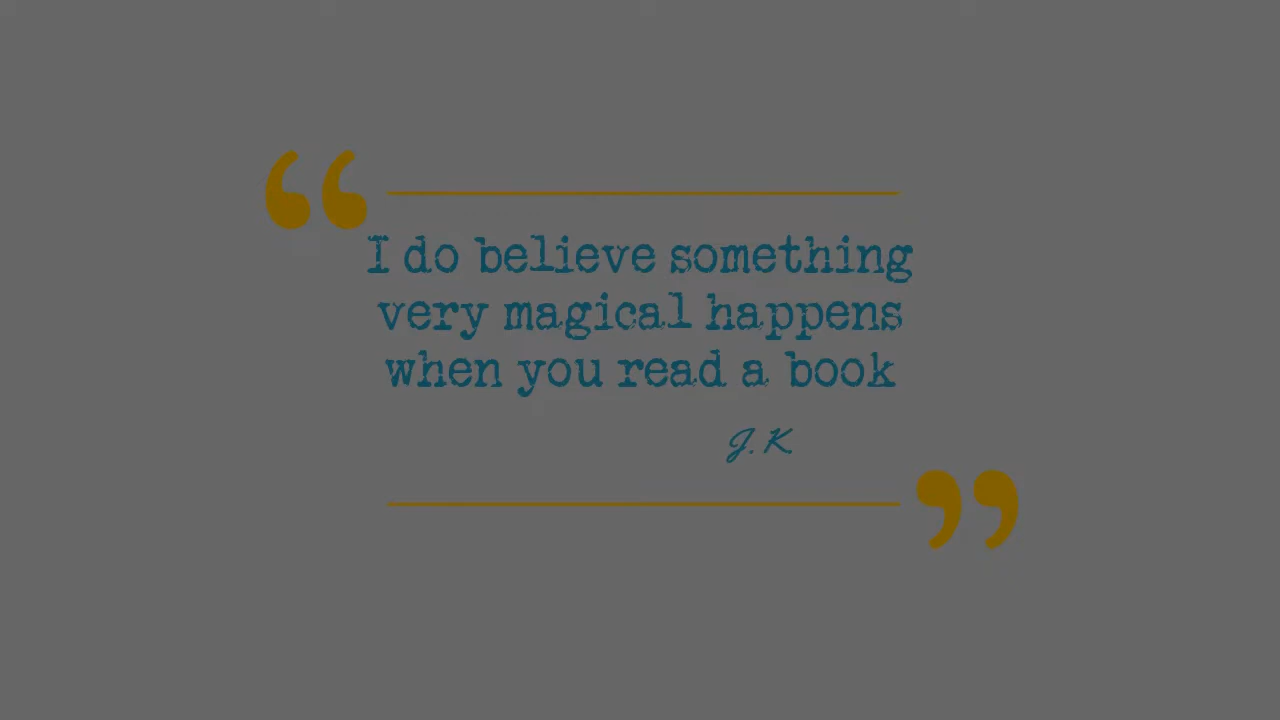 I do believe something
very magical happens
when you read a book
J. K